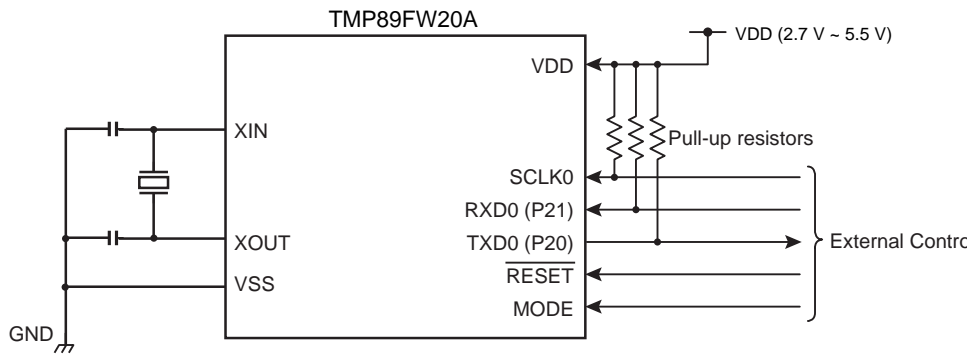 TMP89FW20A
VDD (2.7 V ~ 5.5 V)
VDD
XIN
Pull-up resistors
SCLK0
RXD0 (P21)
XOUT
TXD0 (P20)
External Contro
VSS
RESET
MODE
GND